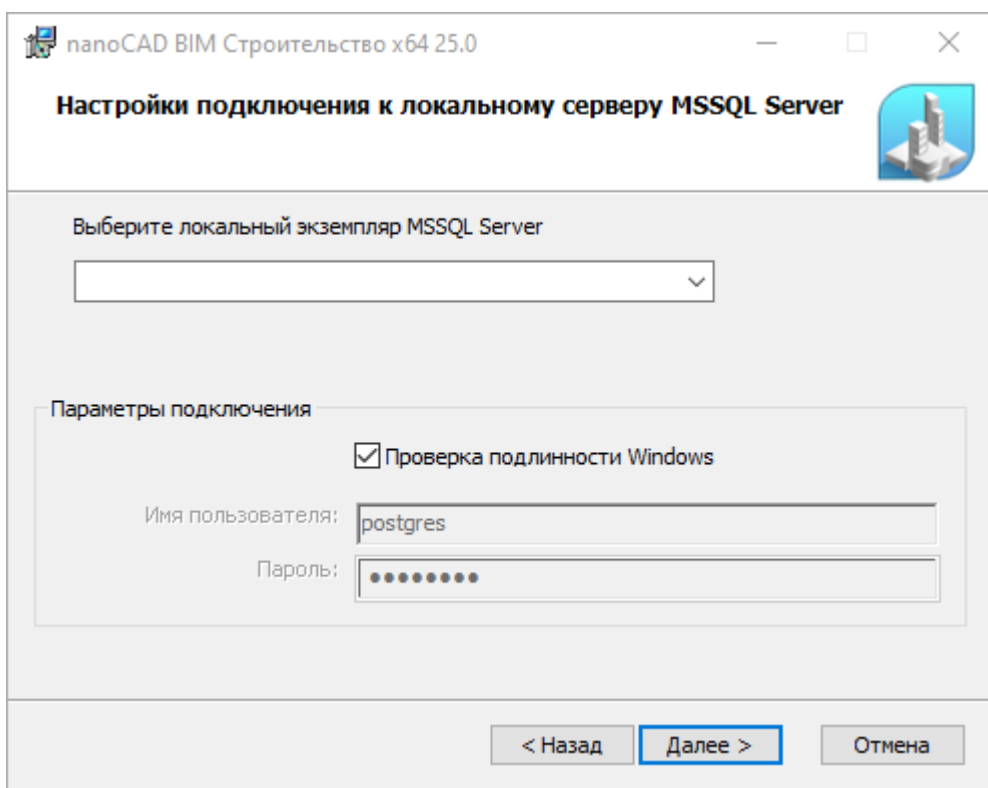 nanoCAD BIM Строительство x64 25.0
Настройки подключения к локальному серверу MSSQL Server
Выберите локальный экземпляр MSSQL Server
Параметры подключения
Проверка подлинности Windows
Имя пользователя: postgres
Пароль: ●●●●●●●●
< Назад Далее > Отмена